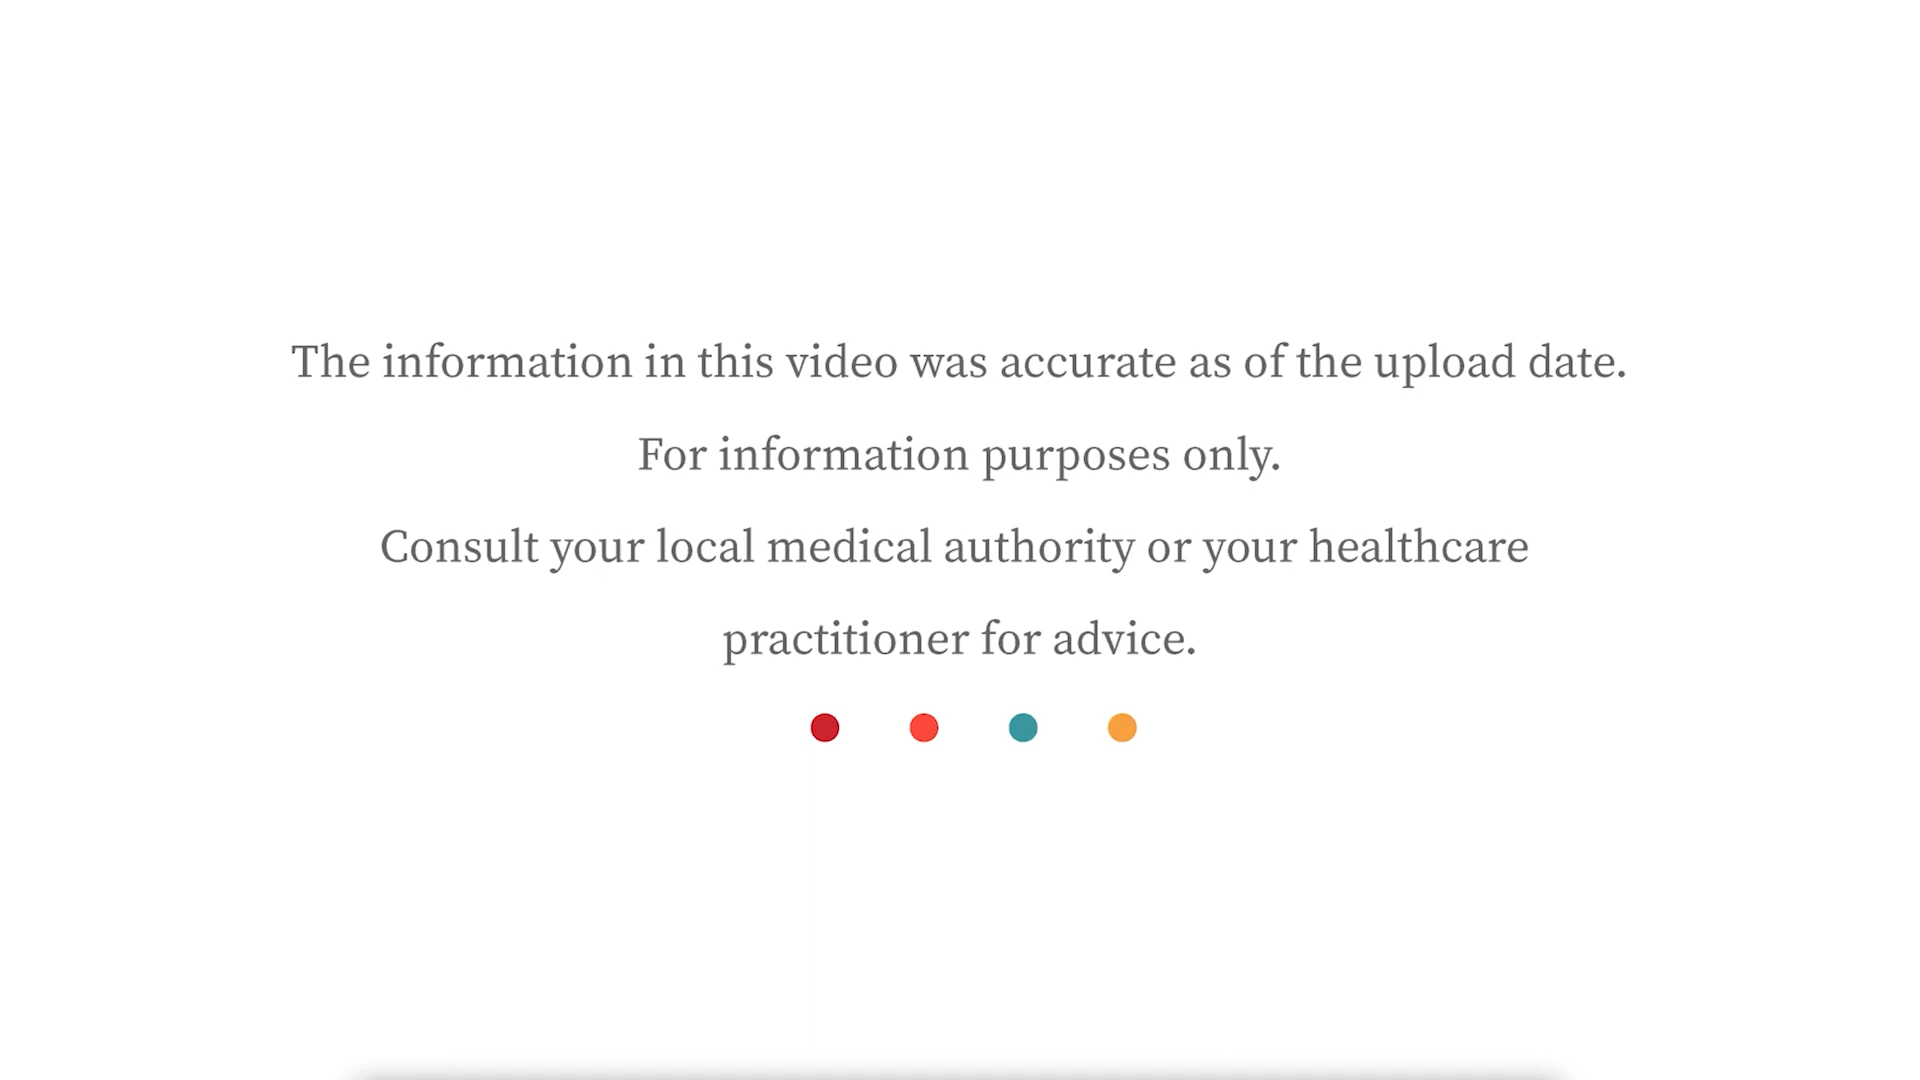 The information in this video was accurate as of the upload date.
For information purposes only.
Consult your local medical authority or your healthcare
practitioner for advice.